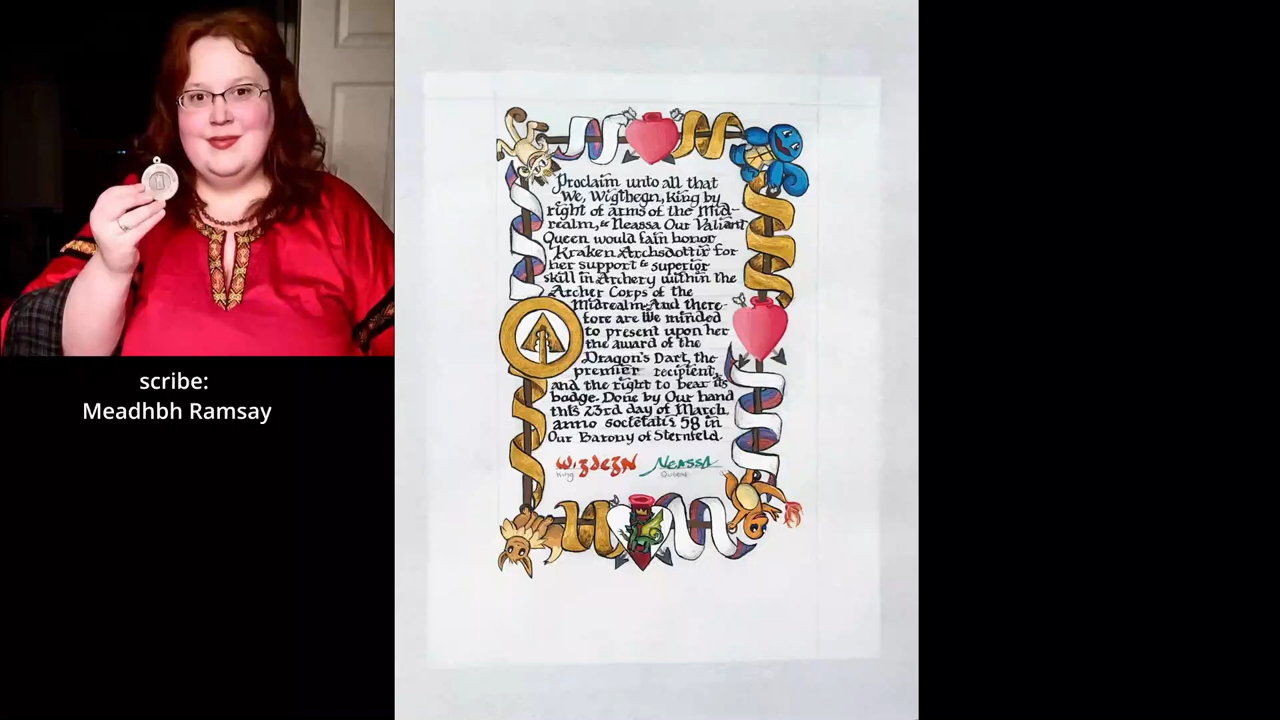 scribe:
Meadhbh Ramsay
Proclaim unto all that
We, Wigthegn, King by
right of arms of the Mid-
realm, & Neassa Our Valiant
Queen would fain honor
Kraken Archsdottir for
her support & superior
skill in Archery within the
Archer Corps of the
Midrealm. And there-
fore are We minded
to present upon her
the award of the
Dragon's Dart, the
premier recipient,
and the right to bear its
badge. Done by Our hand
this 23rd day of March,
anno societatis 58 in
Our Barony of Sternfeld.
Wigdegn Neassa
King Queen